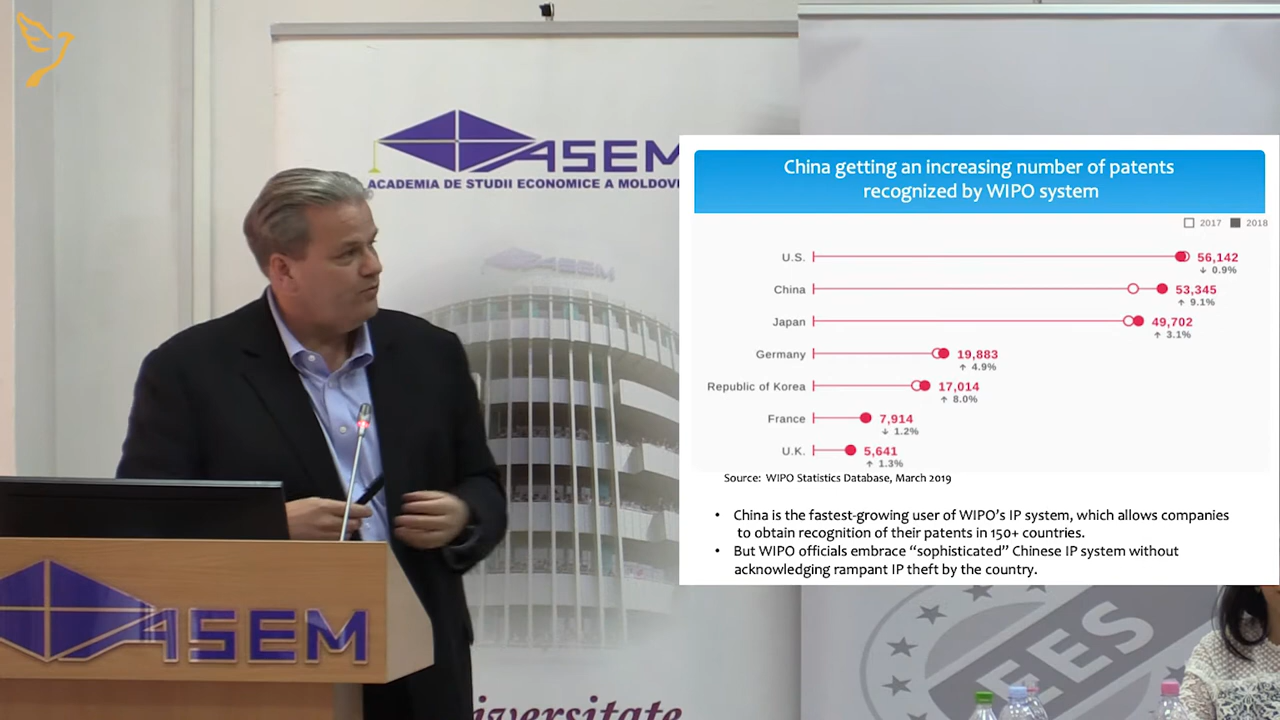 ASEM
ACADEMIA DE STUDII ECONOMICE A MOLDOVE
ASEM
China getting an increasing number of patents
recognized by WIPO system
2017 2018
U.S. 56,142
↓ 0.9%
China 53,345
↑ 9.1%
Japan 49,702
↑ 3.1%
Germany 19,883
↑ 4.9%
Republic of Korea 17,014
↑ 8.0%
France 7,914
↓ 1.2%
U.K. 5,641
↑ 1.3%
Source: WIPO Statistics Database, March 2019
• China is the fastest-growing user of WIPO's IP system, which allows companies
to obtain recognition of their patents in 150+ countries.
• But WIPO officials embrace “sophisticated” Chinese IP system without
acknowledging rampant IP theft by the country.
ASEM
EES
iversitate